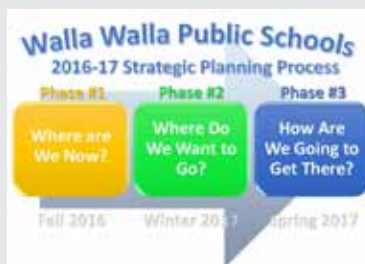 Walla Walla Public Schools
2016-17 Strategic Planning Process
Phase #1 Phase #2 Phase #3
Where are
We Now?
Where Do
We Want to
Go?
How Are
We Going to
Get There?
Fall 2016 Winter 2017 Spring 2017